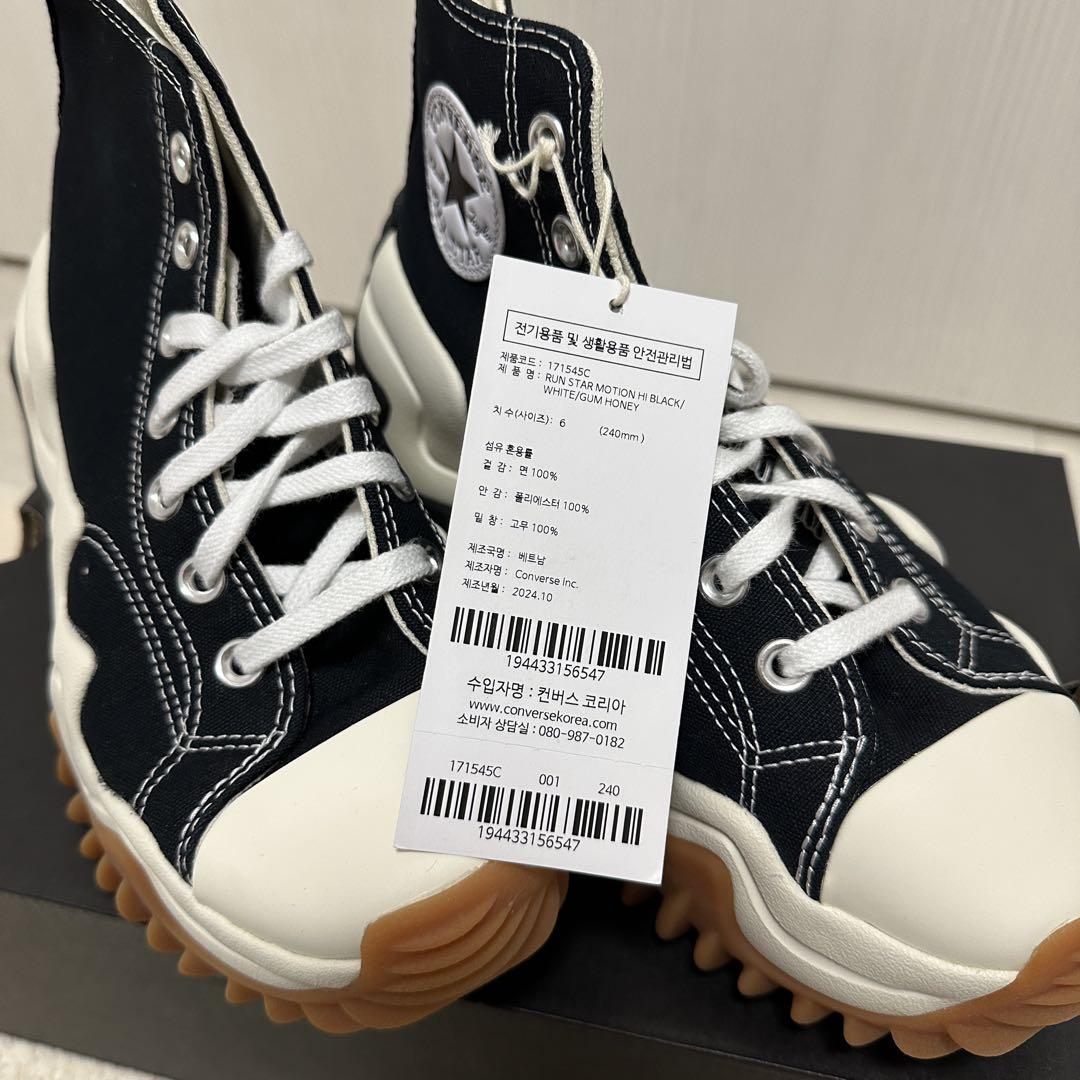 STAR
전기용품 및 생활용품 안전관리법
제품코드 : 171545C
제 품 명 : RUN STAR MOTION HI BLACK/
WHITE/GUM HONEY
치수(사이즈): 6 (240mm)
섬유 혼용률
겉 감 : 면 100%
안 감 : 폴리에스터 100%
밑 창 : 고무 100%
제조국명 : 베트남
제조자명 : Converse Inc.
제조년월 : 2024.10
194433156547
수입자명 : 컨버스 코리아
www.conversekorea.com
소비자 상담실 : 080-987-0182
171545C 001 240
194433156547